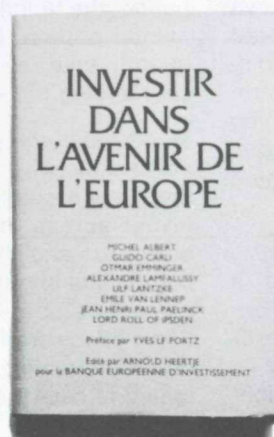 INVESTIR
DANS
L'AVENIR DE
L'EUROPE
MICHEL ALBERT
GUIDO CARLI
OTMAR EMMINGER
ALEXANDRE LAMFALUSSY
ULF LANTZKE
EMILE VAN LENNEP
JEAN HENRI PAUL PAELINCK
LORD ROLL OF IPSDEN
Préface par YVES LE PORTZ
Edité par ARNOLD HEERTJE
pour la BANQUE EUROPÉENNE D'INVESTISSEMENT